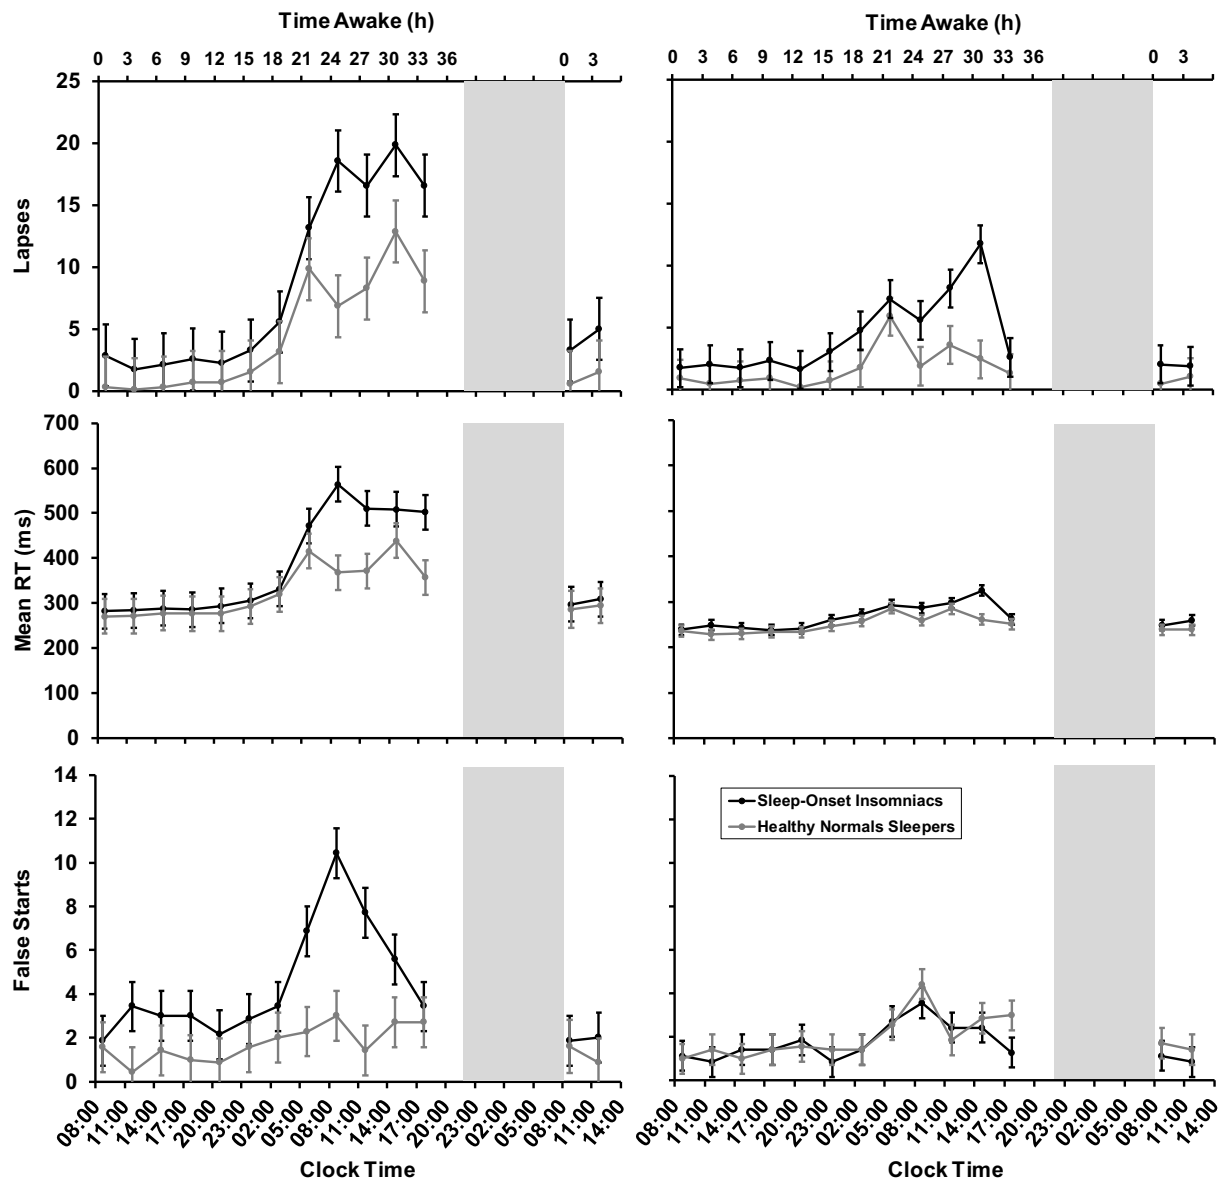 Time Awake (h)
Time Awake (h)
0 3 6 9 12 15 18 21 24 27 30 33 36 0 3
0 3 6 9 12 15 18 21 24 27 30 33 36 0 3
25
20
15
10
5
0
Lapses
700
600
500
400
300
200
100
0
Mean RT (ms)
14
12
10
8
6
4
2
0
False Starts
Sleep-Onset Insomniacs
Healthy Normals Sleepers
08:00 11:00 14:00 17:00 20:00 23:00 02:00 05:00 08:00 11:00 14:00 17:00 20:00 23:00 02:00 05:00 08:00 11:00 14:00
08:00 11:00 14:00 17:00 20:00 23:00 02:00 05:00 08:00 11:00 14:00 17:00 20:00 23:00 02:00 05:00 08:00 11:00 14:00
Clock Time
Clock Time